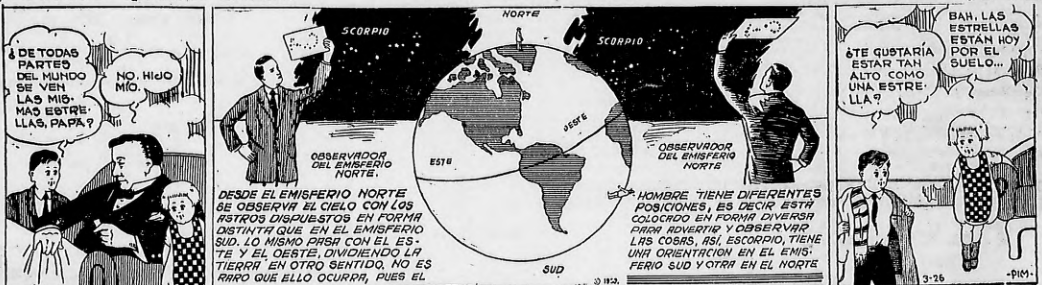 ¿DE TODAS
PARTES
DEL MUNDO
SE VEN
LAS MIS-
MAS ESTRE-
LLAS, PAPÁ?
NO, HIJO
MÍO.
SCORPIO
OBSERVADOR
DEL EMISFERIO
NORTE.
DESDE EL EMISFERIO NORTE
SE OBSERVA EL CIELO CON LOS
ASTROS DISPUESTOS EN FORMA
DISTINTA QUE EN EL EMISFERIO
SUD. LO MISMO PASA CON EL ES-
TE Y EL OESTE, DIVIDIENDO LA
TIERRA EN OTRO SENTIDO. NO ES
RARO QUE ELLO OCURRA, PUES EL
NORTE
ESTE
OESTE
SUD
SCORPIO
OBSERVADOR
DEL EMISFERIO
NORTE
HOMBRE TIENE DIFERENTES
POSICIONES, ES DECIR ESTÁ
COLOCADO EN FORMA DIVERSA
PARA ADVERTIR Y OBSERVAR
LAS COSAS, ASÍ, ESCORPIO, TIENE
UNA ORIENTACION EN EL EMIS-
FERIO SUD Y OTRA EN EL NORTE
¿TE GUSTARÍA
ESTAR TAN
ALTO COMO
UNA ESTRE-
LLA?
BAH, LAS
ESTRELLAS
ESTÁN HOY
POR EL
SUELO...
3-26
-PIM-